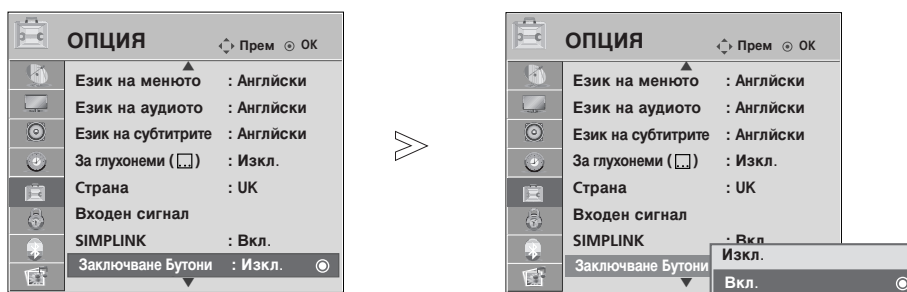 ОПЦИЯ Прем OK
Език на менюто : Английски
Език на аудиото : Английски
Език на субтитрите : Английски
За глухонеми ( ) : Изкл.
Страна : UK
Входен сигнал
SIMPLINK : Вкл.
Заключване Бутони : Изкл.
ОПЦИЯ Прем OK
Език на менюто : Английски
Език на аудиото : Английски
Език на субтитрите : Английски
За глухонеми ( ) : Изкл.
Страна : UK
Входен сигнал
SIMPLINK : Вкл.
Заключване Бутони
Изкл.
Вкл.